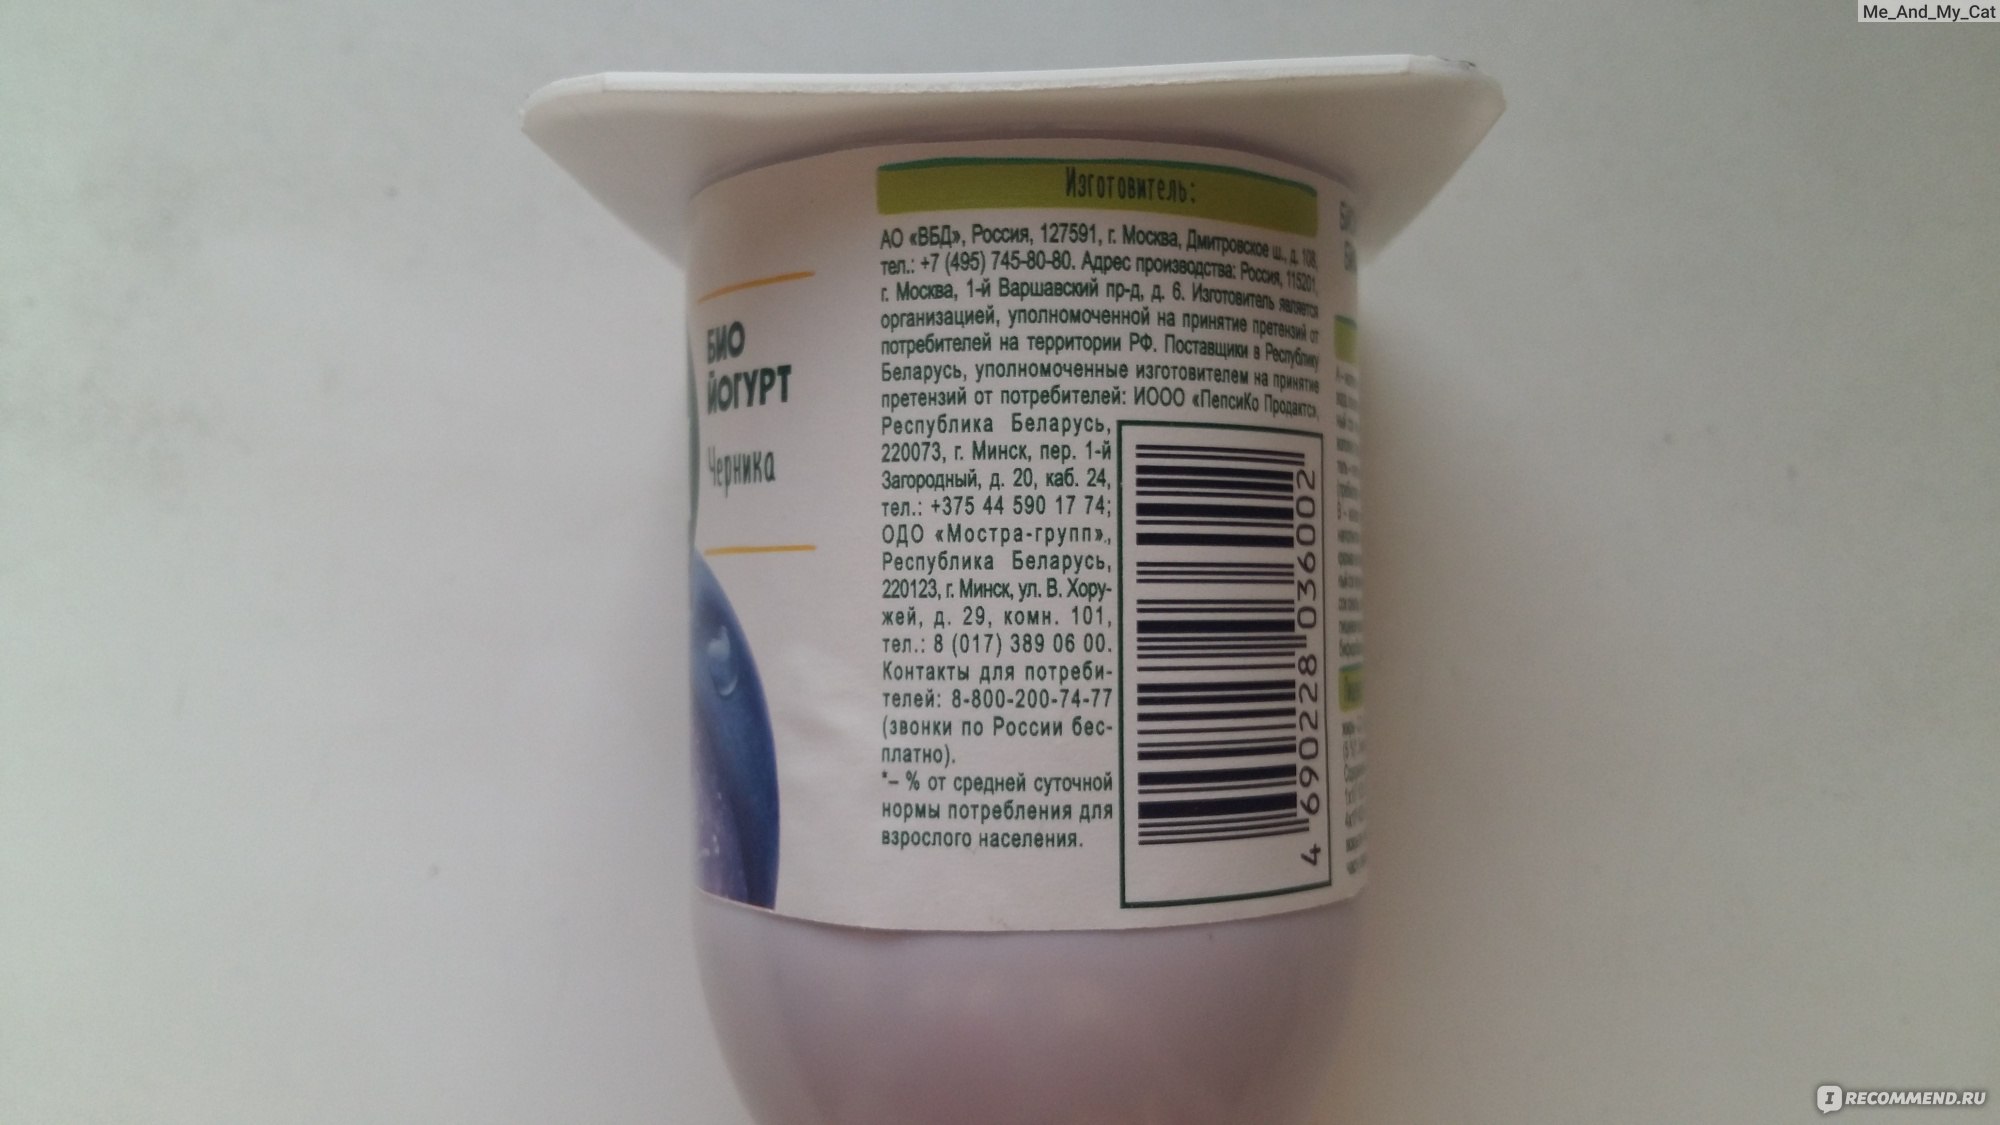 Me_And_My_Cat
БИО
ЙОГУРТ
Черника
Изготовитель:
АО «ВБД», Россия, 127591, г. Москва, Дмитровское ш., д. 108,
тел.: +7 (495) 745-80-80. Адрес производства: Россия, 115201,
г. Москва, 1-й Варшавский пр-д, д. 6. Изготовитель является
организацией, уполномоченной на принятие претензий от
потребителей на территории РФ. Поставщики в Республику
Беларусь, уполномоченные изготовителем на принятие
претензий от потребителей: ИООО «ПепсиКо Продактс»,
Республика Беларусь,
220073, г. Минск, пер. 1-й
Загородный, д. 20, каб. 24,
тел.: +375 44 590 17 74;
ОДО «Мостра-групп».,
Республика Беларусь,
220123, г. Минск, ул. В. Хору-
жей, д. 29, комн. 101,
тел.: 8 (017) 389 06 00.
Контакты для потреби-
телей: 8-800-200-74-77
(звонки по России бес-
платно).
*– % от средней суточной
нормы потребления для
взрослого населения.
4 690228 036002
I RECOMMEND.RU